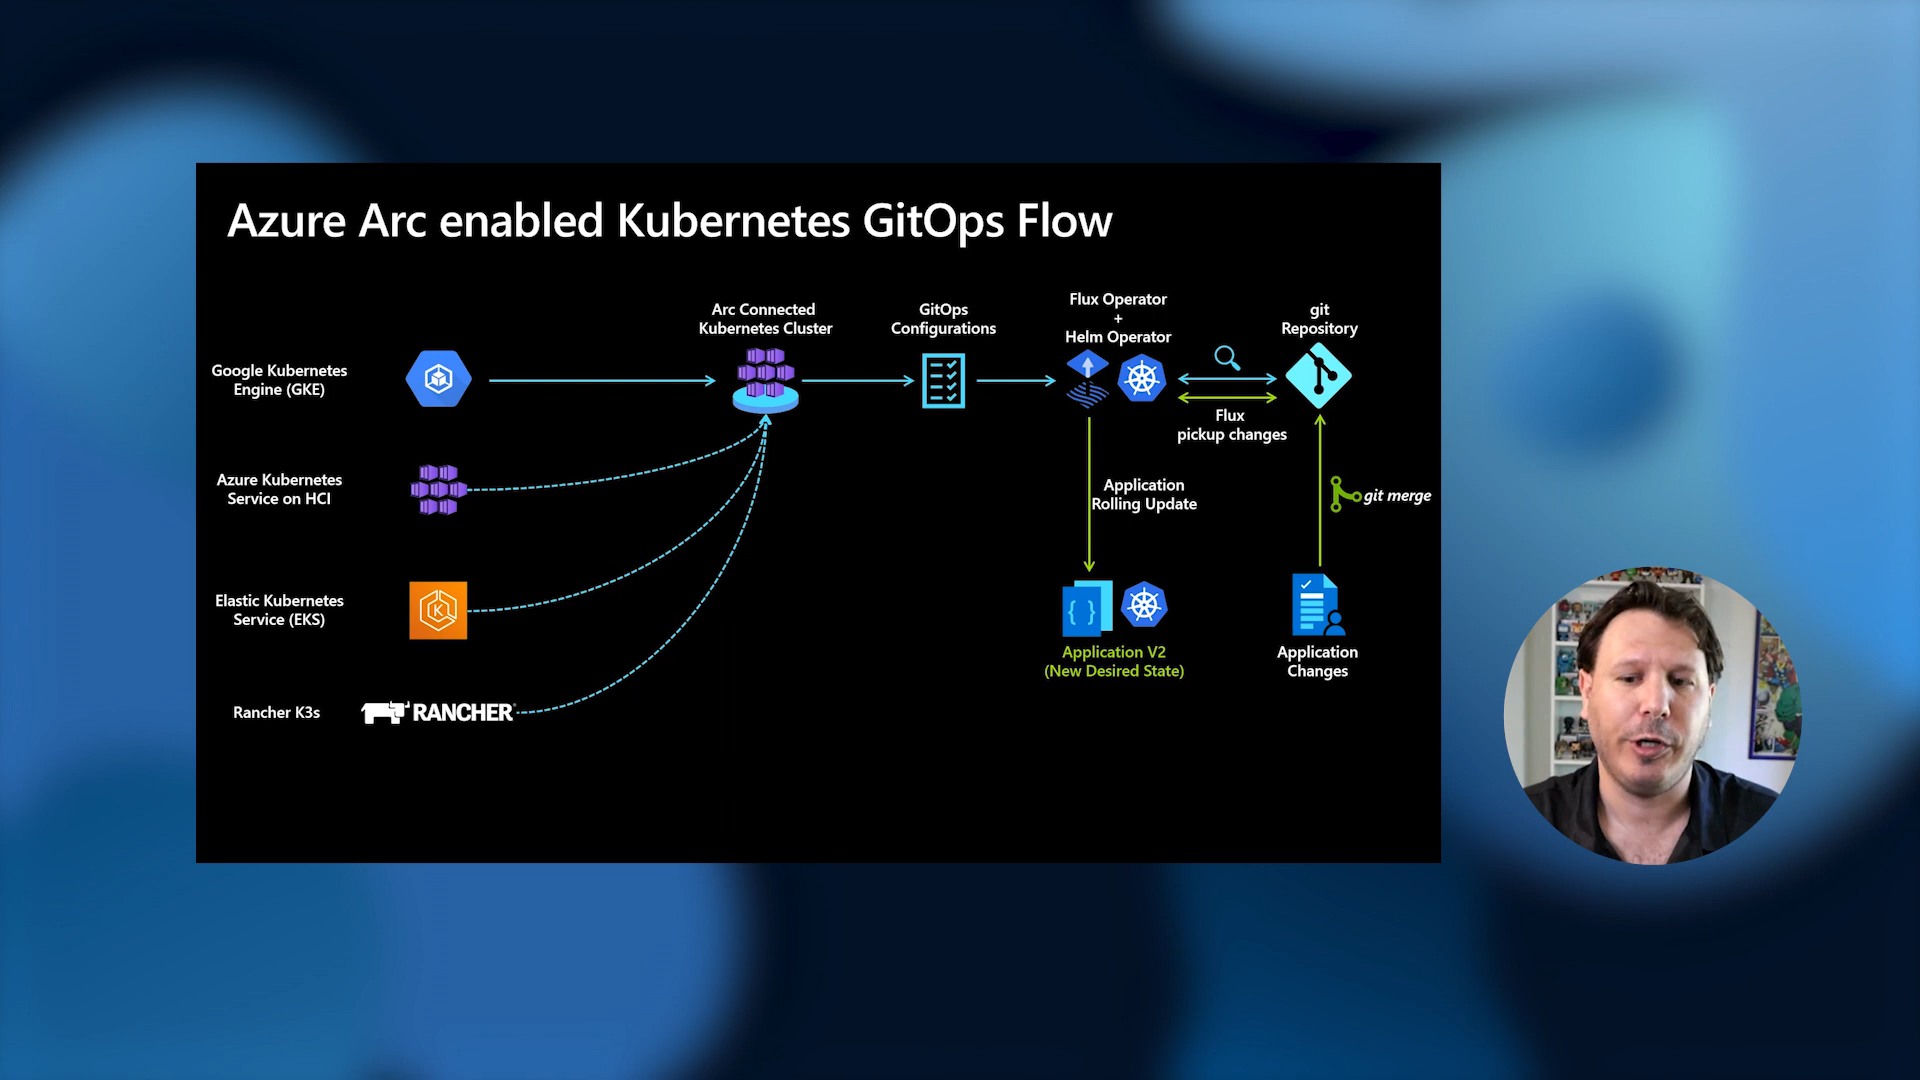 Azure Arc enabled Kubernetes GitOps Flow
Google Kubernetes
Engine (GKE)
Azure Kubernetes
Service on HCI
Elastic Kubernetes
Service (EKS)
Rancher K3s
RANCHER
Arc Connected
Kubernetes Cluster
GitOps
Configurations
Flux Operator
+
Helm Operator
git
Repository
Flux
pickup changes
Application
Rolling Update
git merge
Application V2
(New Desired State)
Application
Changes